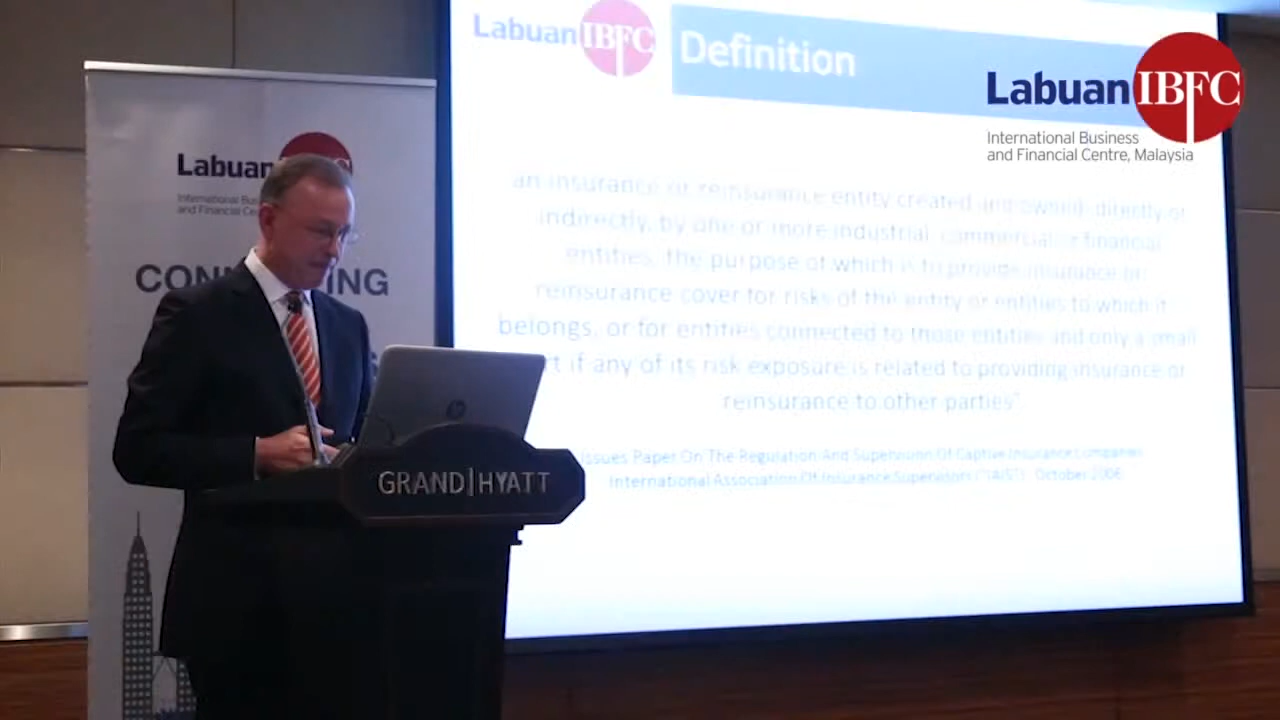 Labuan IBFC
Definition
Labuan IBFC
International Business
and Financial Centre, Malaysia
an insurance or reinsurance entity created and owned, directly or
indirectly, by one or more industrial, commercial or financial
entities, the purpose of which is to provide insurance or
reinsurance cover for risks of the entity or entities to which it
belongs, or for entities connected to those entities and only a small
if any of its risk exposure is related to providing insurance or
reinsurance to other parties"
Issues Paper On The Regulation And Supervision Of Captive Insurance Companies
International Association Of Insurance Supervisors ("IAIS") October 2006
Labuan
International
and Financial
GRAND|HYATT
hp